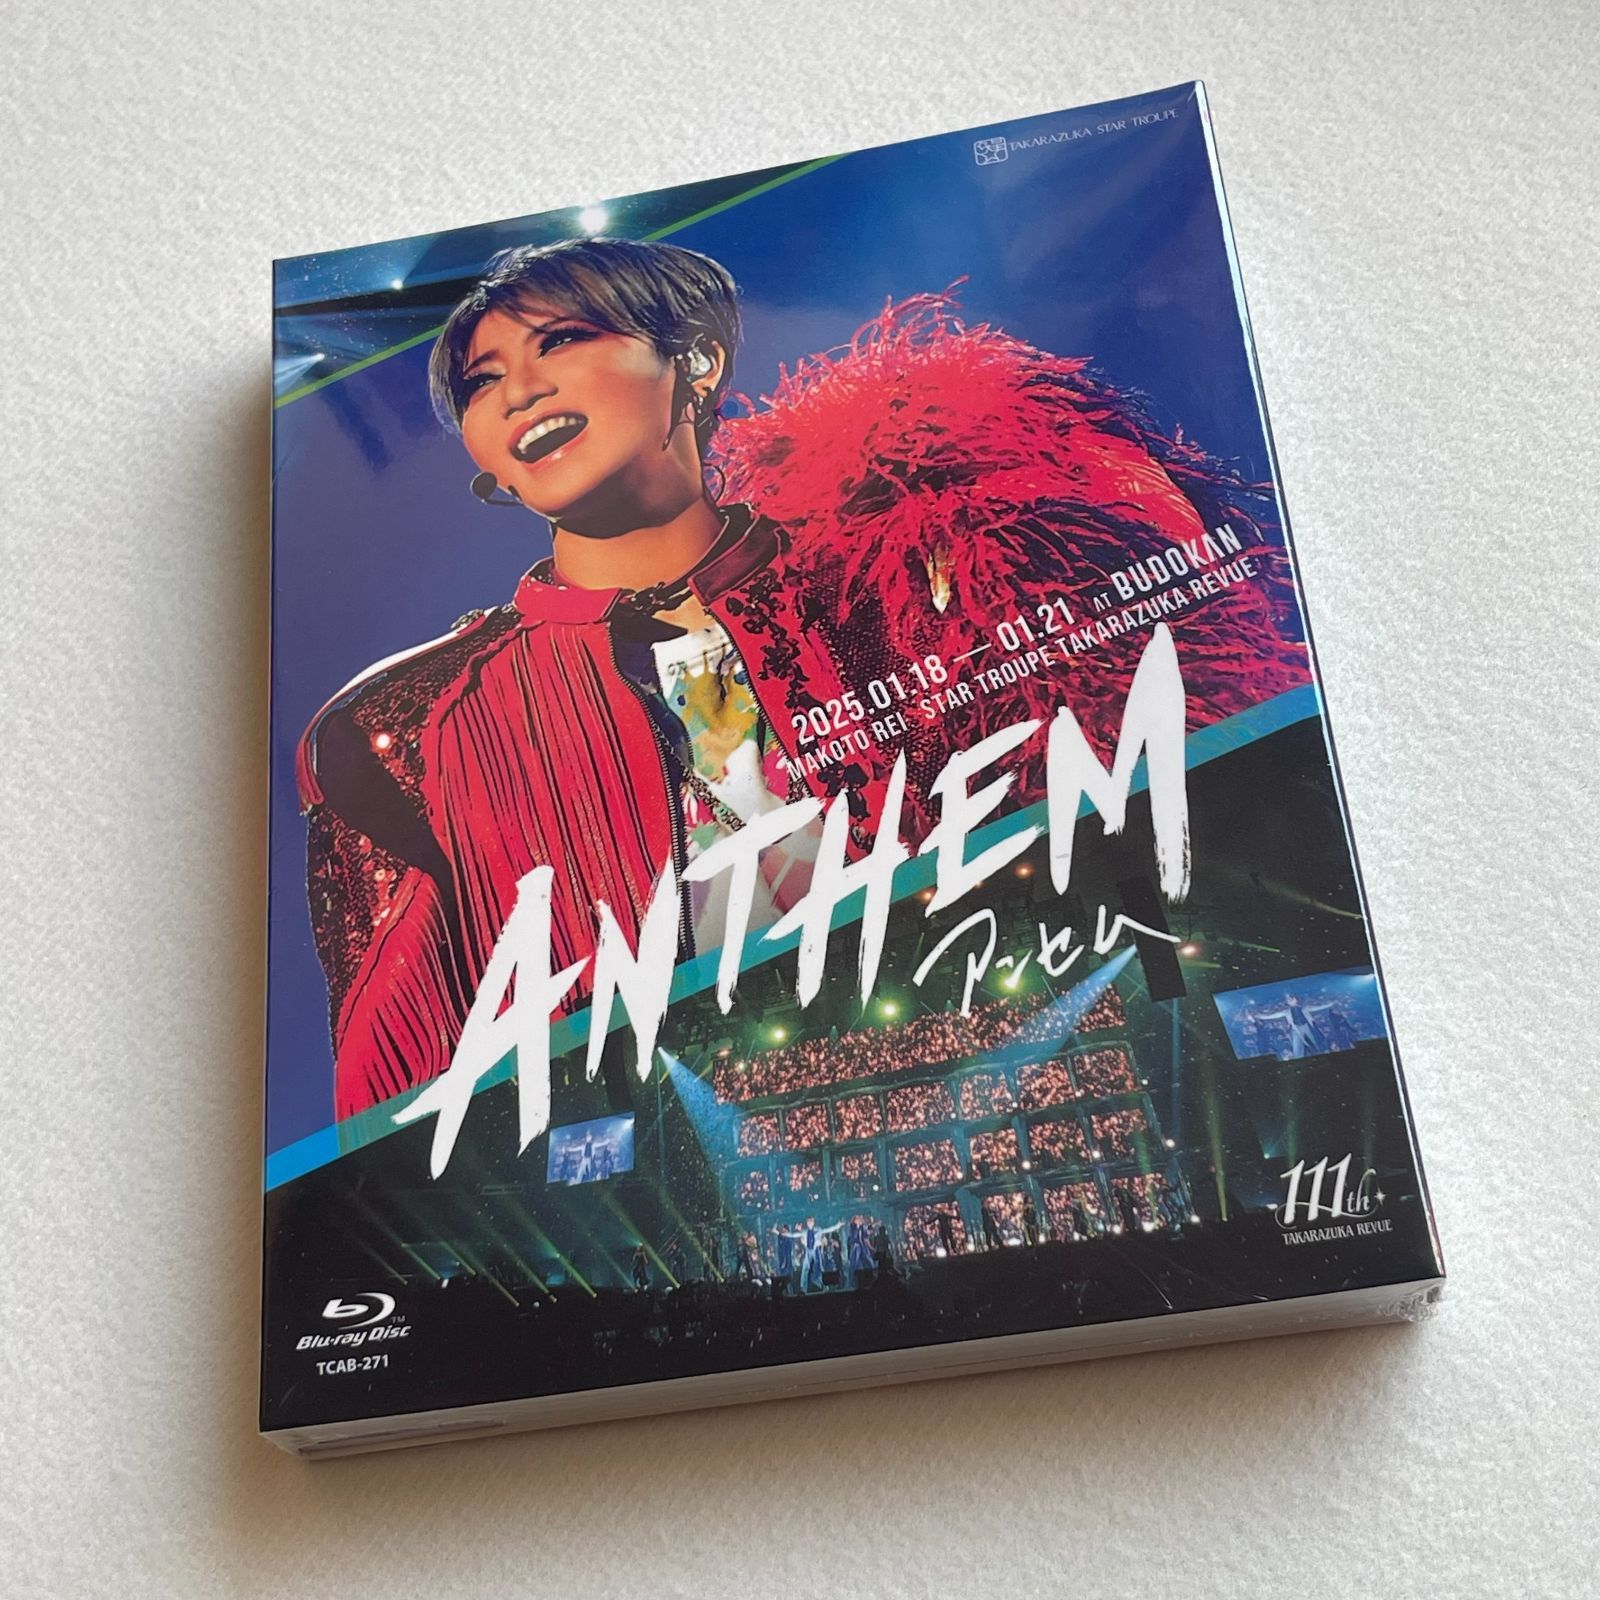 TAKARAZUKA STAR TROUPE
2025.01.18 — 01.21 AT BUDOKAN
MAKOTO REI STAR TROUPE TAKARAZUKA REVUE
ANTHEM
アンセム
111th
TAKARAZUKA REVUE
Blu-ray Disc™
TCAB-271